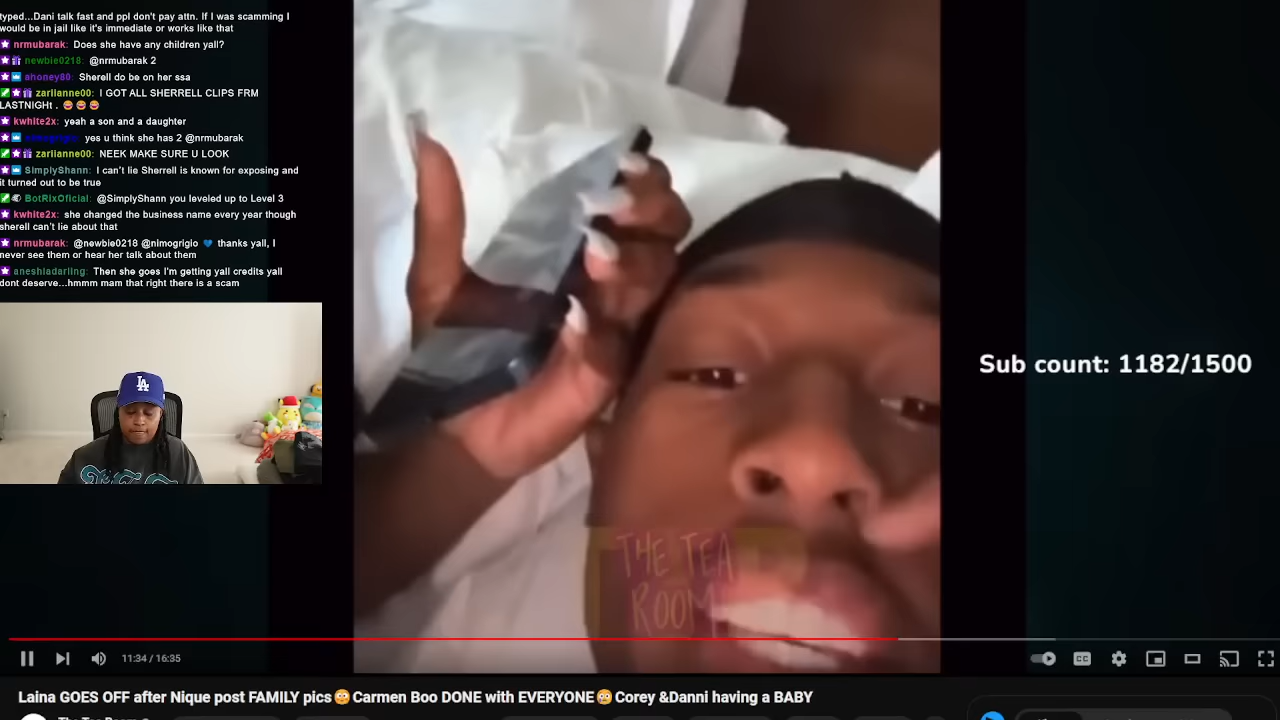 typed...Dani talk fast and ppl don't pay attn. If I was scamming I
would be in jail like it's immediate or works like that
nrmubarak: Does she have any children yall?
newbie0218: @nrmubarak 2
ahoney80: Sherell do be on her ssa
zarlianne00: I GOT ALL SHERRELL CLIPS FRM
LASTNIGHt . 😂😂😂
kwhite2x: yeah a son and a daughter
yes u think she has 2 @nrmubarak
zarlianne00: NEEK MAKE SURE U LOOK
SimplyShann: I can't lie Sherrell is known for exposing and
it turned out to be true
BotRixOficial: @SimplyShann you leveled up to Level 3
kwhite2x: she changed the business name every year though
sherell can't lie about that
nrmubarak: @newbie0218 @nimogrigio 💙 thanks yall, I
never see them or hear her talk about them
aneshiadarling: Then she goes I'm getting yall credits yall
dont deserve...hmmm mam that right there is a scam
LA
Sub count: 1182/1500
THE TEA
ROOM
11:34 / 16:35
CC
Laina GOES OFF after Nique post FAMILY pics😳Carmen Boo DONE with EVERYONE😳Corey &Danni having a BABY